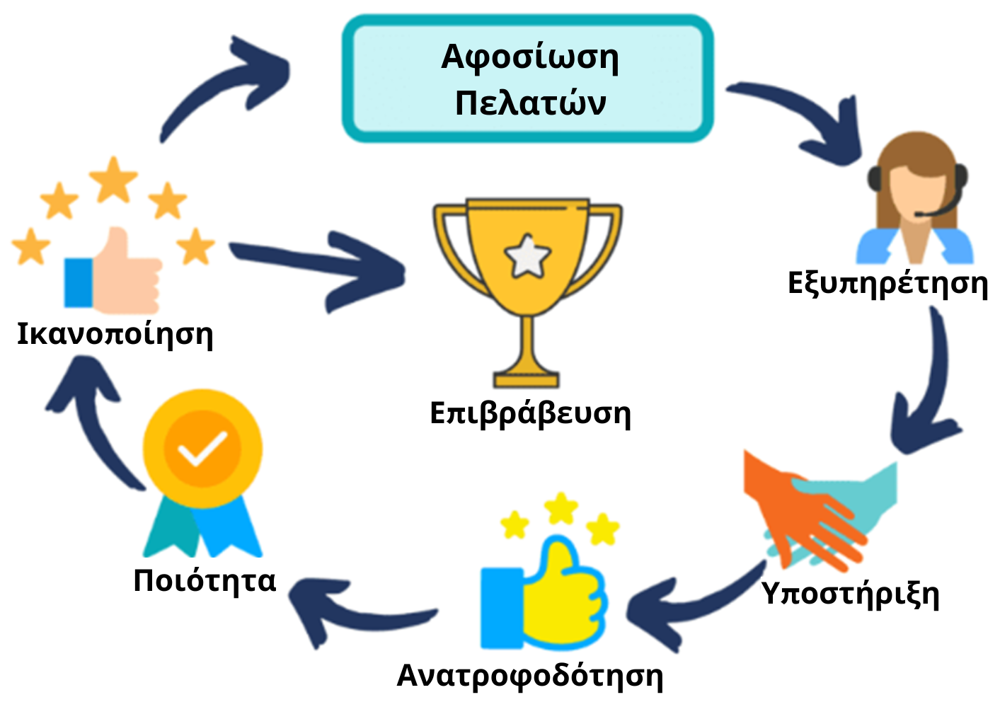 Αφοσίωση
Πελατών
Εξυπηρέτηση
Ικανοποίηση
Επιβράβευση
Ποιότητα
Υποστήριξη
Ανατροφοδότηση